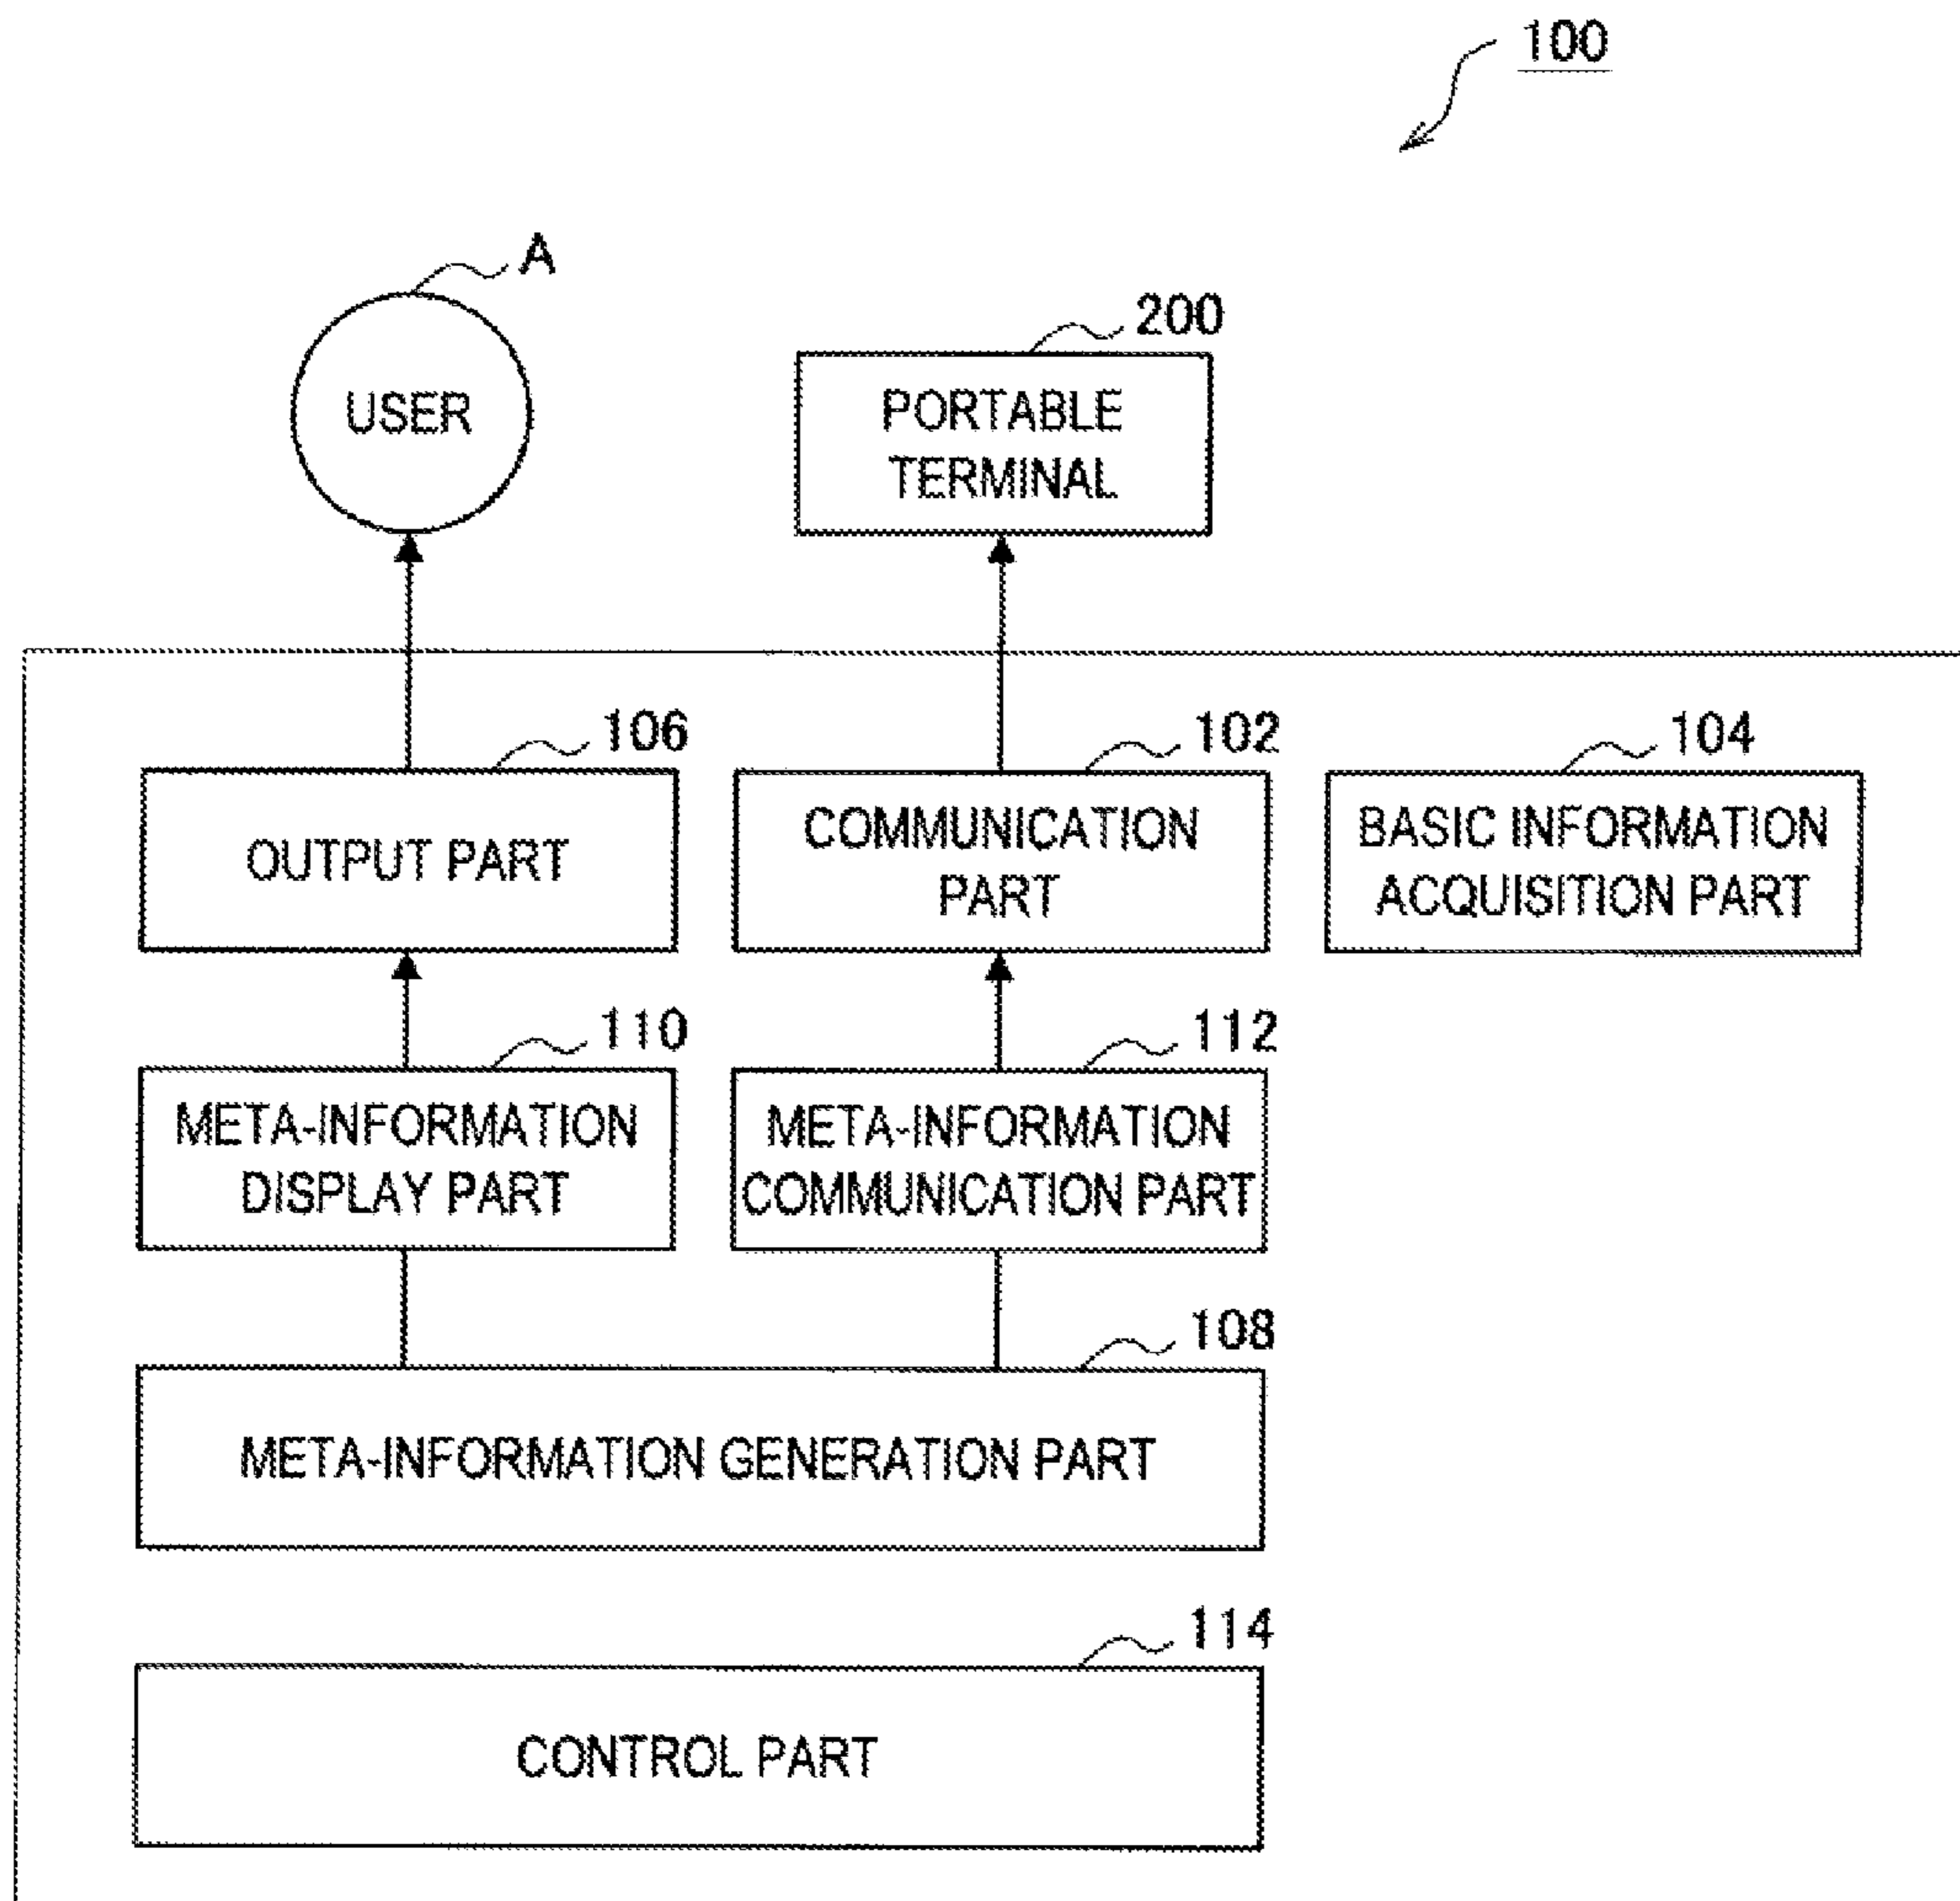 100
A
USER
200
PORTABLE
TERMINAL
106
OUTPUT PART
102
COMMUNICATION
PART
104
BASIC INFORMATION
ACQUISITION PART
110
META-INFORMATION
DISPLAY PART
112
META-INFORMATION
COMMUNICATION PART
108
META-INFORMATION GENERATION PART
114
CONTROL PART